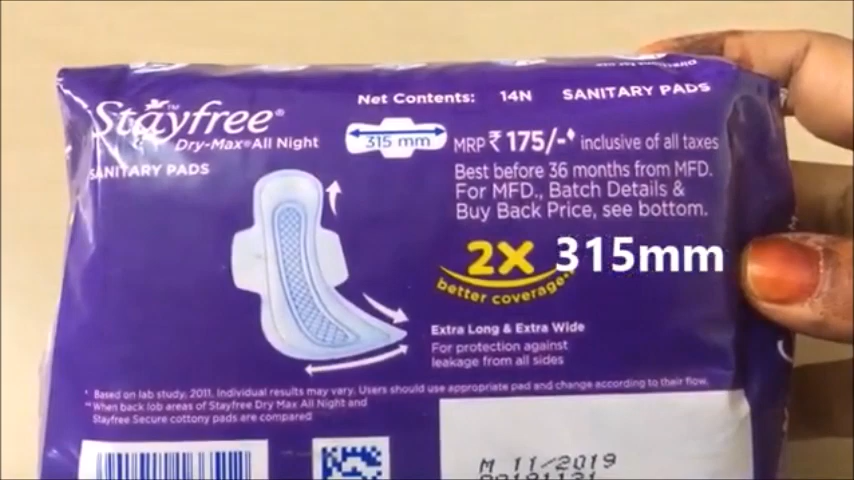 Stayfree®
Dry-Max® All Night
SANITARY PADS
315 mm
Net Contents: 14N SANITARY PADS
MRP ₹ 175/-♦ inclusive of all taxes
Best before 36 months from MFD.
For MFD., Batch Details &
Buy Back Price, see bottom.
2X
better coverage
315mm
Extra Long & Extra Wide
For protection against
leakage from all sides
* Based on lab study, 2011. Individual results may vary. Users should use appropriate pad and change according to their flow.
**When back lob areas of Stayfree Dry Max All Night and
Stayfree Secure cottony pads are compared
M 11/2019